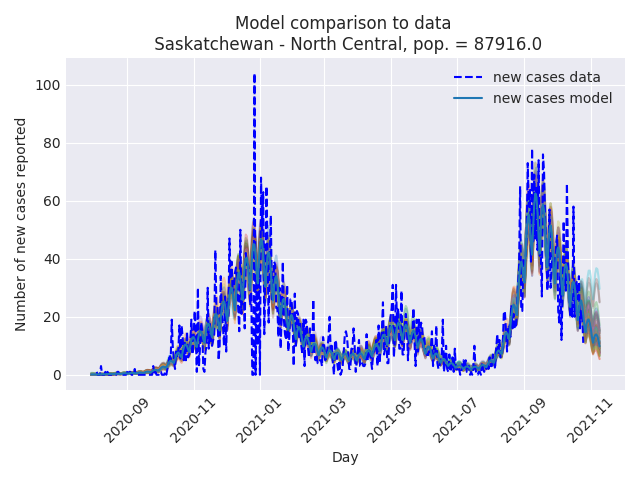 Model comparison to data
Saskatchewan - North Central, pop. = 87916.0
new cases data
new cases model
Number of new cases reported
100
80
60
40
20
0
2020-09
2020-11
2021-01
2021-03
2021-05
2021-07
2021-09
2021-11
Day